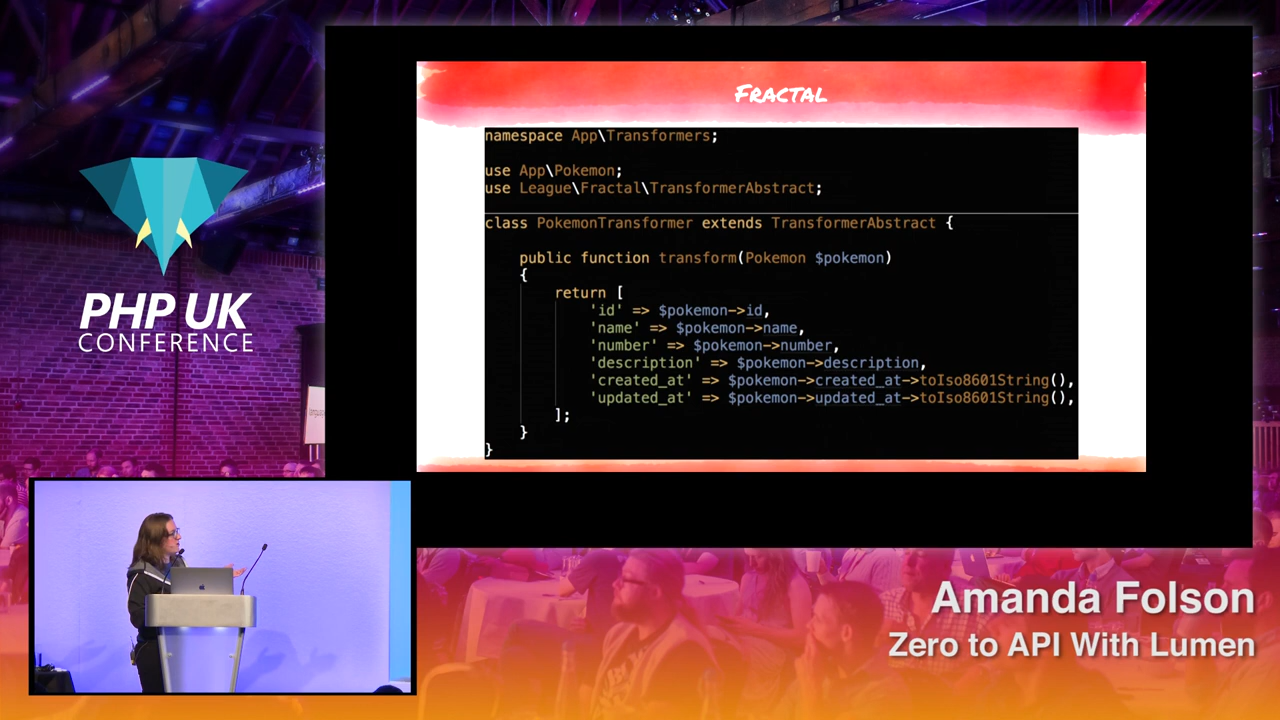 PHP UK
CONFERENCE
FRACTAL
namespace App\Transformers;
use App\Pokemon;
use League\Fractal\TransformerAbstract;
class PokemonTransformer extends TransformerAbstract {
public function transform(Pokemon $pokemon)
{
return [
'id' => $pokemon->id,
'name' => $pokemon->name,
'number' => $pokemon->number,
'description' => $pokemon->description,
'created_at' => $pokemon->created_at->toIso8601String(),
'updated_at' => $pokemon->updated_at->toIso8601String(),
];
}
}
Amanda Folson
Zero to API With Lumen